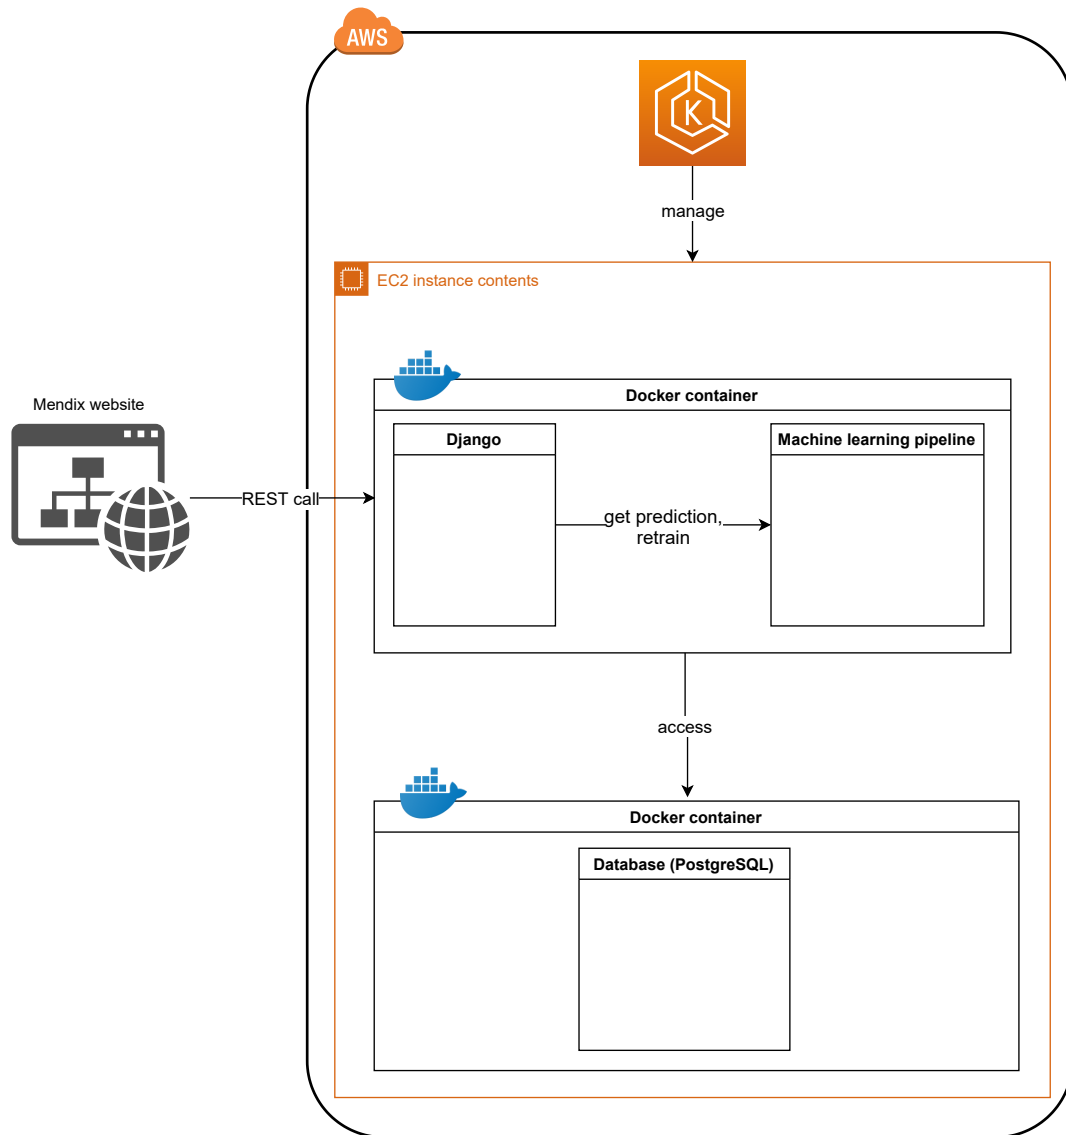 AWS
K
manage
EC2 instance contents
Docker container
Mendix website
Django
Machine learning pipeline
REST call
get prediction,
retrain
access
Docker container
Database (PostgreSQL)